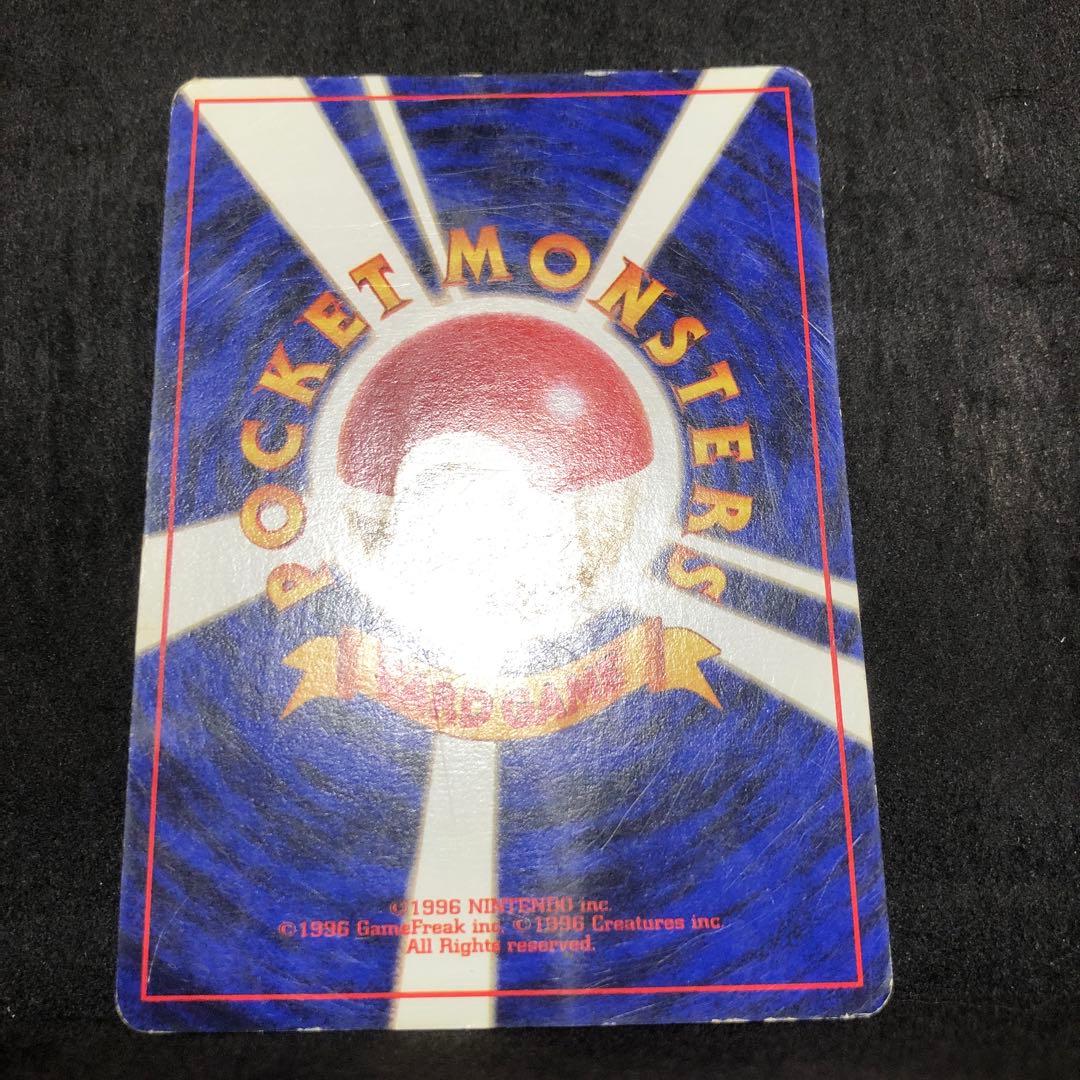 POCKET MONSTERS
CARD GAME
©1996 NINTENDO inc.
©1996 GameFreak inc. ©1996 Creatures inc.
All Rights reserved.